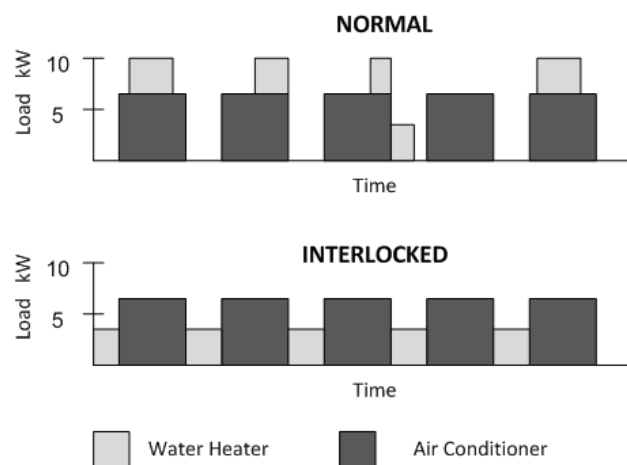 NORMAL
Load kW
10
5
Time
INTERLOCKED
Load kW
10
5
Time
Water Heater
Air Conditioner